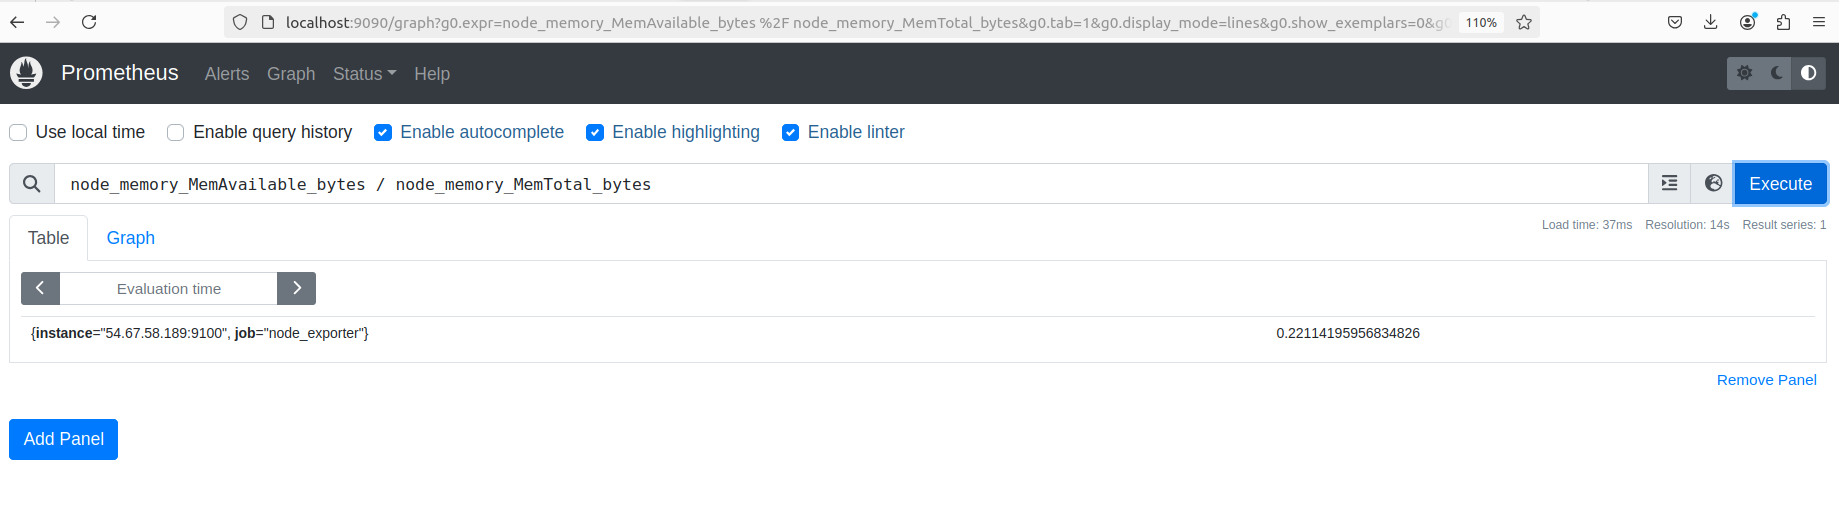 localhost:9090/graph?g0.expr=node_memory_MemAvailable_bytes %2F node_memory_MemTotal_bytes&g0.tab=1&g0.display_mode=lines&g0.show_exemplars=0&g0 110%
Prometheus Alerts Graph Status Help
Use local time Enable query history Enable autocomplete Enable highlighting Enable linter
node_memory_MemAvailable_bytes / node_memory_MemTotal_bytes Execute
Table Graph Load time: 37ms Resolution: 14s Result series: 1
Evaluation time
{instance="54.67.58.189:9100", job="node_exporter"} 0.22114195956834826
Remove Panel
Add Panel